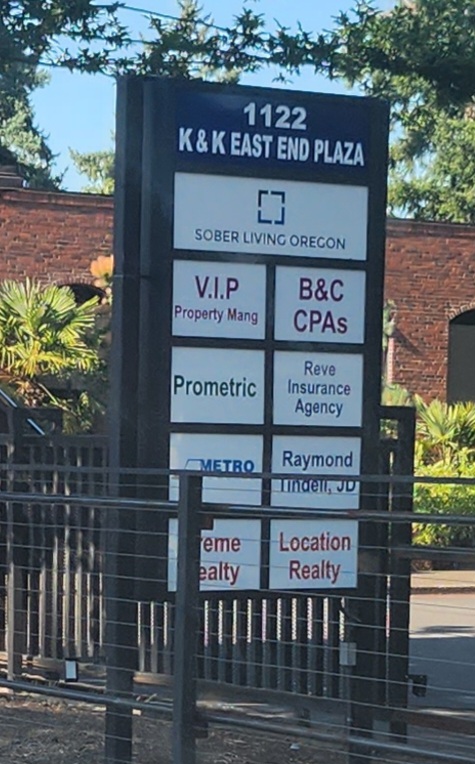 1122
K & K EAST END PLAZA
SOBER LIVING OREGON
V.I.P
Property Mang
B&C
CPAs
Prometric
Reve
Insurance
Agency
METRO
Raymond
Tindell, JD
eme
ealty
Location
Realty